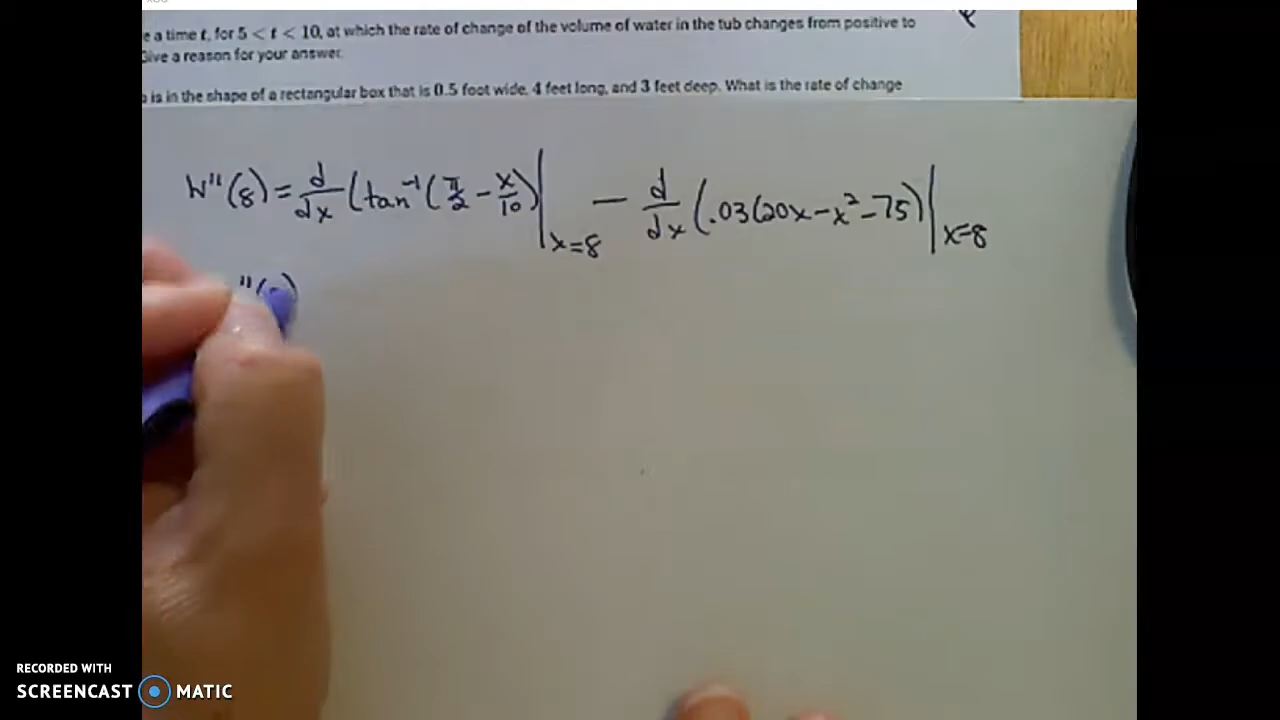 e a time t, for 5 < t < 10, at which the rate of change of the volume of water in the tub changes from positive to
Give a reason for your answer.
is in the shape of a rectangular box that is 0.5 foot wide, 4 feet long, and 3 feet deep. What is the rate of change
W''(8) = d/dx (tan⁻¹(π/2 - x/10)|x=8 - d/dx (.03(20x - x² - 75)|x=8
''( )
RECORDED WITH
SCREENCAST MATIC